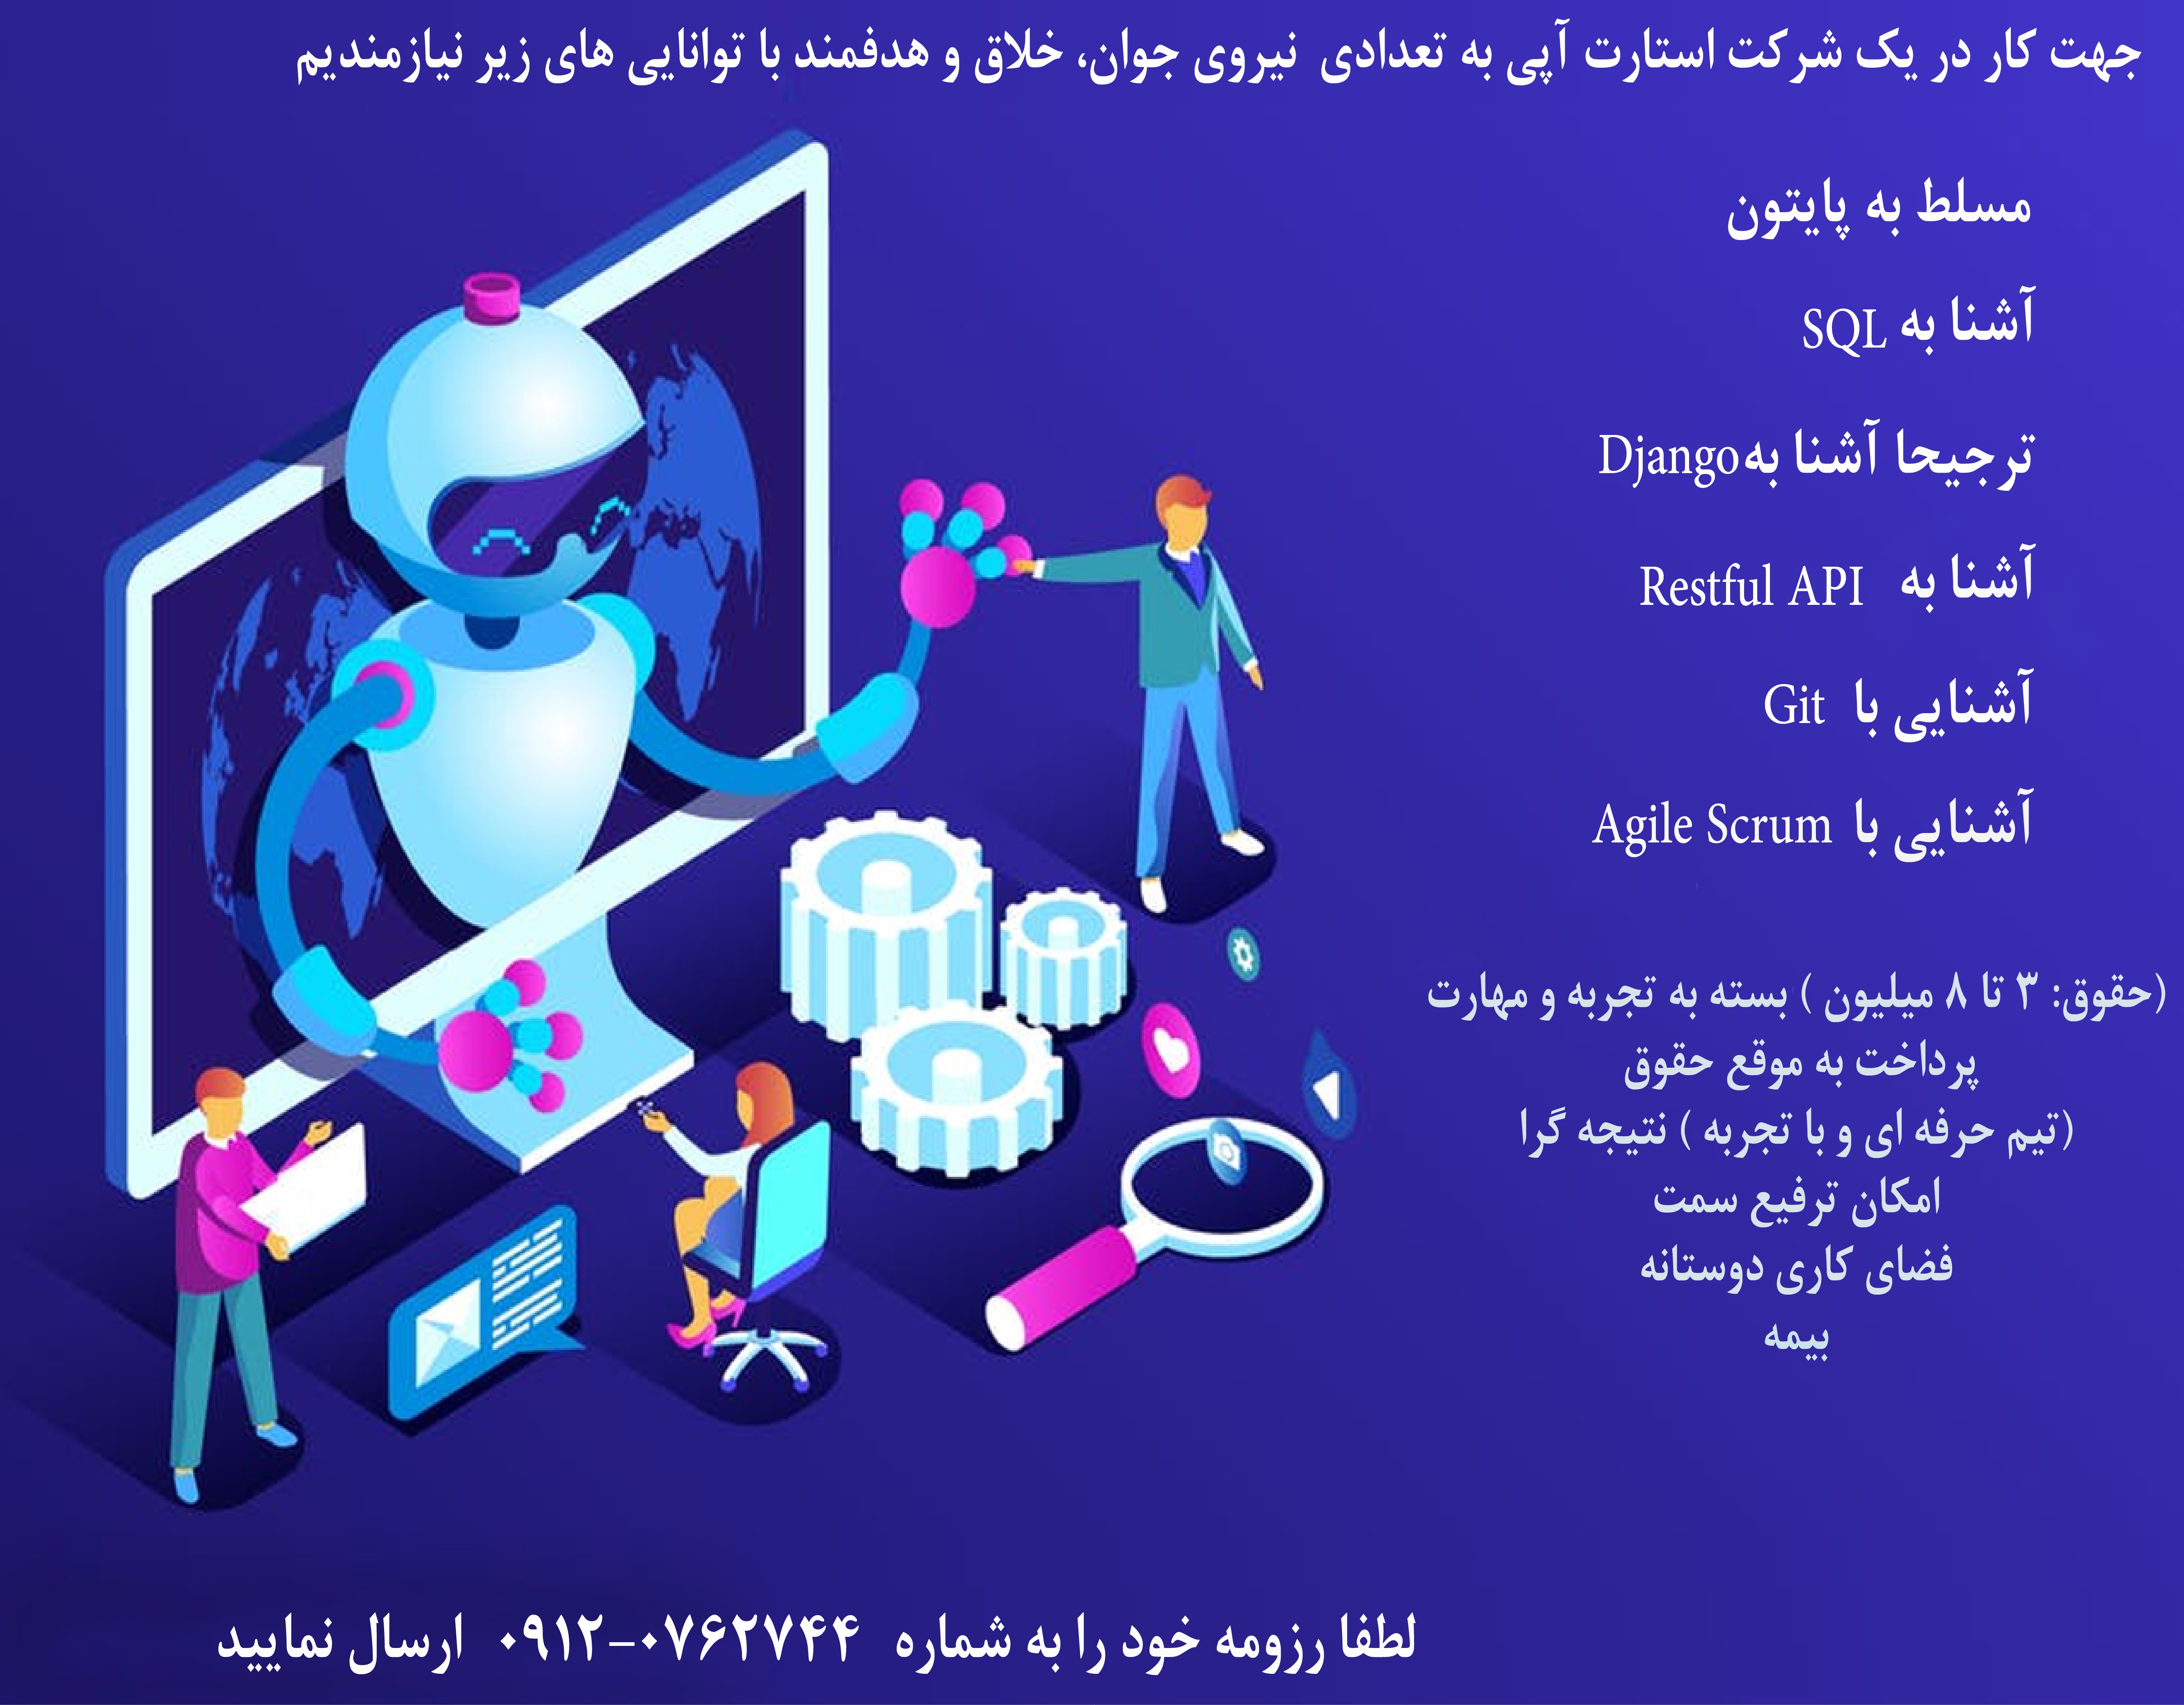 جهت کار در یک شرکت استارت آپی به تعدادی نیروی جوان، خلاق و هدفمند با توانایی های زیر نیازمندیم
مسلط به پایتون
آشنا به SQL
ترجیحا آشنا به Django
آشنا به Restful API
آشنایی با Git
آشنایی با Agile Scrum
(حقوق: ۳ تا ۸ میلیون ) بسته به تجربه و مهارت
پرداخت به موقع حقوق
(تیم حرفه ای و با تجربه ) نتیجه گرا
امکان ترفیع سمت
فضای کاری دوستانه
بیمه
لطفا رزومه خود را به شماره ۰۹۱۲-۰۷۶۲۷۴۴ ارسال نمایید